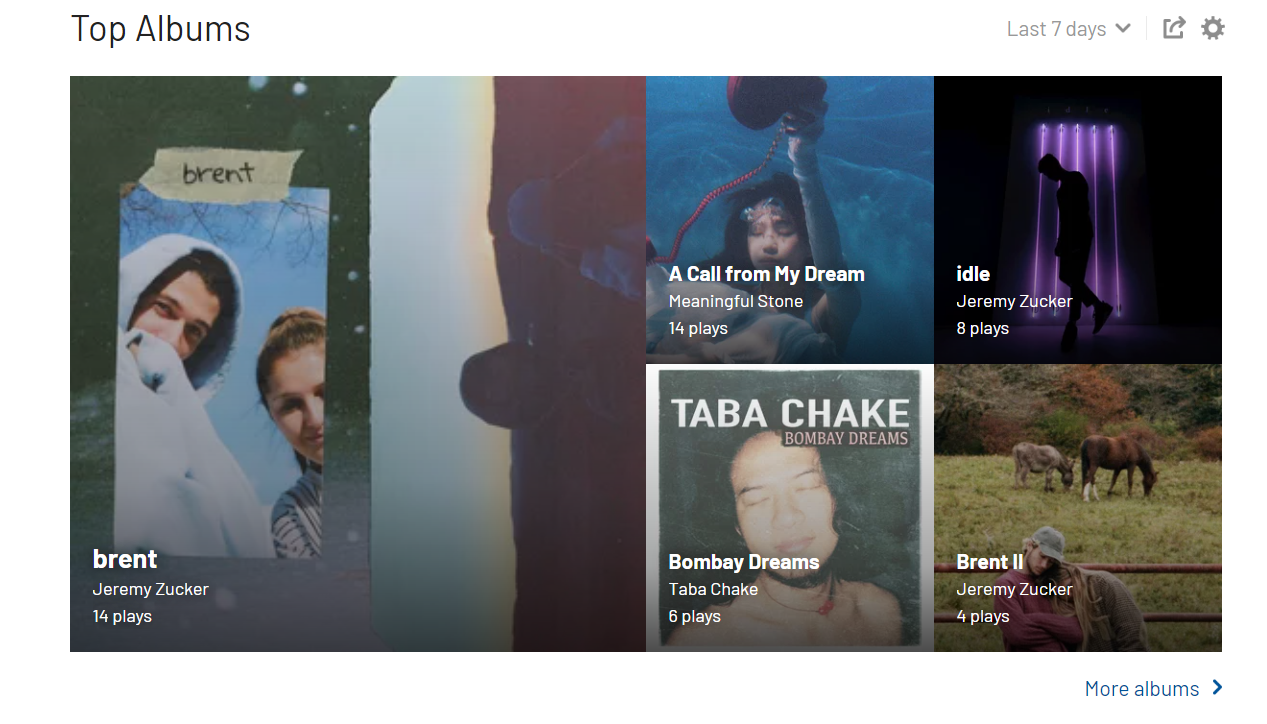 Top Albums
Last 7 days
brent
brent
Jeremy Zucker
14 plays
A Call from My Dream
Meaningful Stone
14 plays
idle
Jeremy Zucker
8 plays
TABA CHAKE
BOMBAY DREAMS
Bombay Dreams
Taba Chake
6 plays
Brent II
Jeremy Zucker
4 plays
More albums